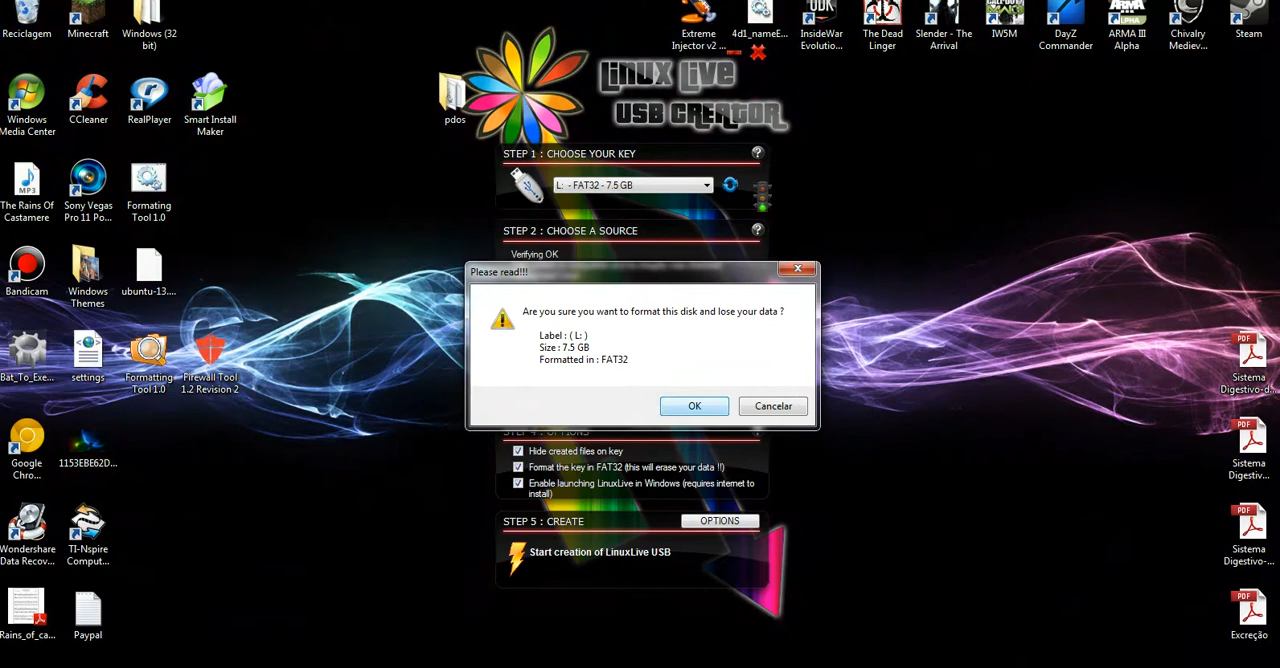 Reciclagem
Minecraft
Windows (32
bit)
Extreme
Injector v2 ...
4d1_nameE...
InsideWar
Evolutio...
The Dead
Linger
Slender - The
Arrival
IW5M
DayZ
Commander
ARMA III
Alpha
Chivalry
Mediev...
Steam
Windows
Media Center
CCleaner
RealPlayer
Smart Install
Maker
pdos
Linux Live
USB Creator
The Rains Of
Castamere
Sony Vegas
Pro 11 Po...
Formating
Tool 1.0
Bandicam
Windows
Themes
ubuntu-13....
Bat_To_Exe...
settings
Formatting
Tool 1.0
Firewall Tool
1.2 Revision 2
Google
Chro...
1153EBE62D...
Wondershare
Data Recov...
TI-Nspire
Comput...
Rains_of_ca...
Paypal
STEP 1 : CHOOSE YOUR KEY
?
L: - FAT32 - 7.5 GB
STEP 2 : CHOOSE A SOURCE
?
Verifying OK
Please read!!!
Are you sure you want to format this disk and lose your data ?
Label : ( L: )
Size : 7.5 GB
Formatted in : FAT32
OK
Cancelar
STEP 4 : OPTIONS
Hide created files on key
Format the key in FAT32 (this will erase your data !!)
Enable launching LinuxLive in Windows (requires internet to
install)
STEP 5 : CREATE
OPTIONS
Start creation of LinuxLive USB
PDF
Sistema
Digestivo-d...
PDF
Sistema
Digestiv...
PDF
Sistema
Digestivo-...
PDF
Excreção
MP3